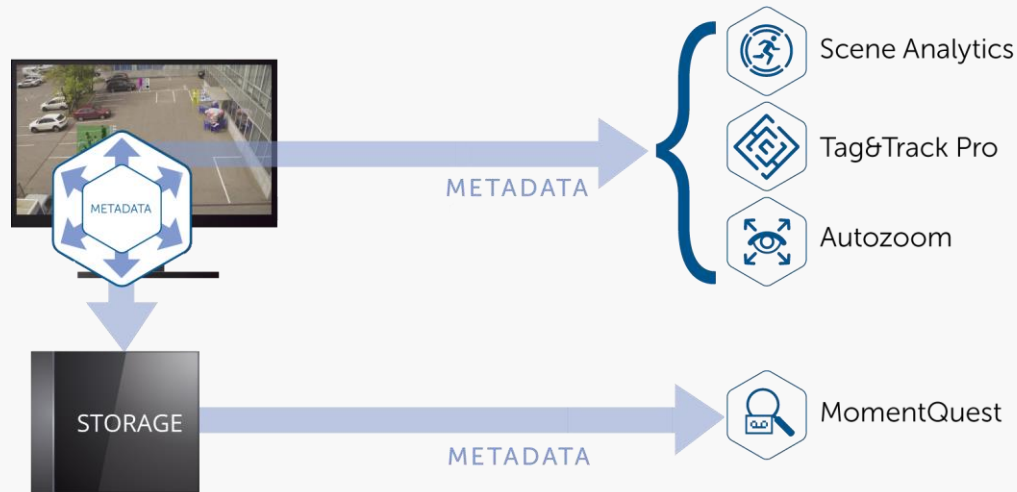 Scene Analytics
Tag&Track Pro
METADATA
METADATA
Autozoom
STORAGE
MomentQuest
METADATA